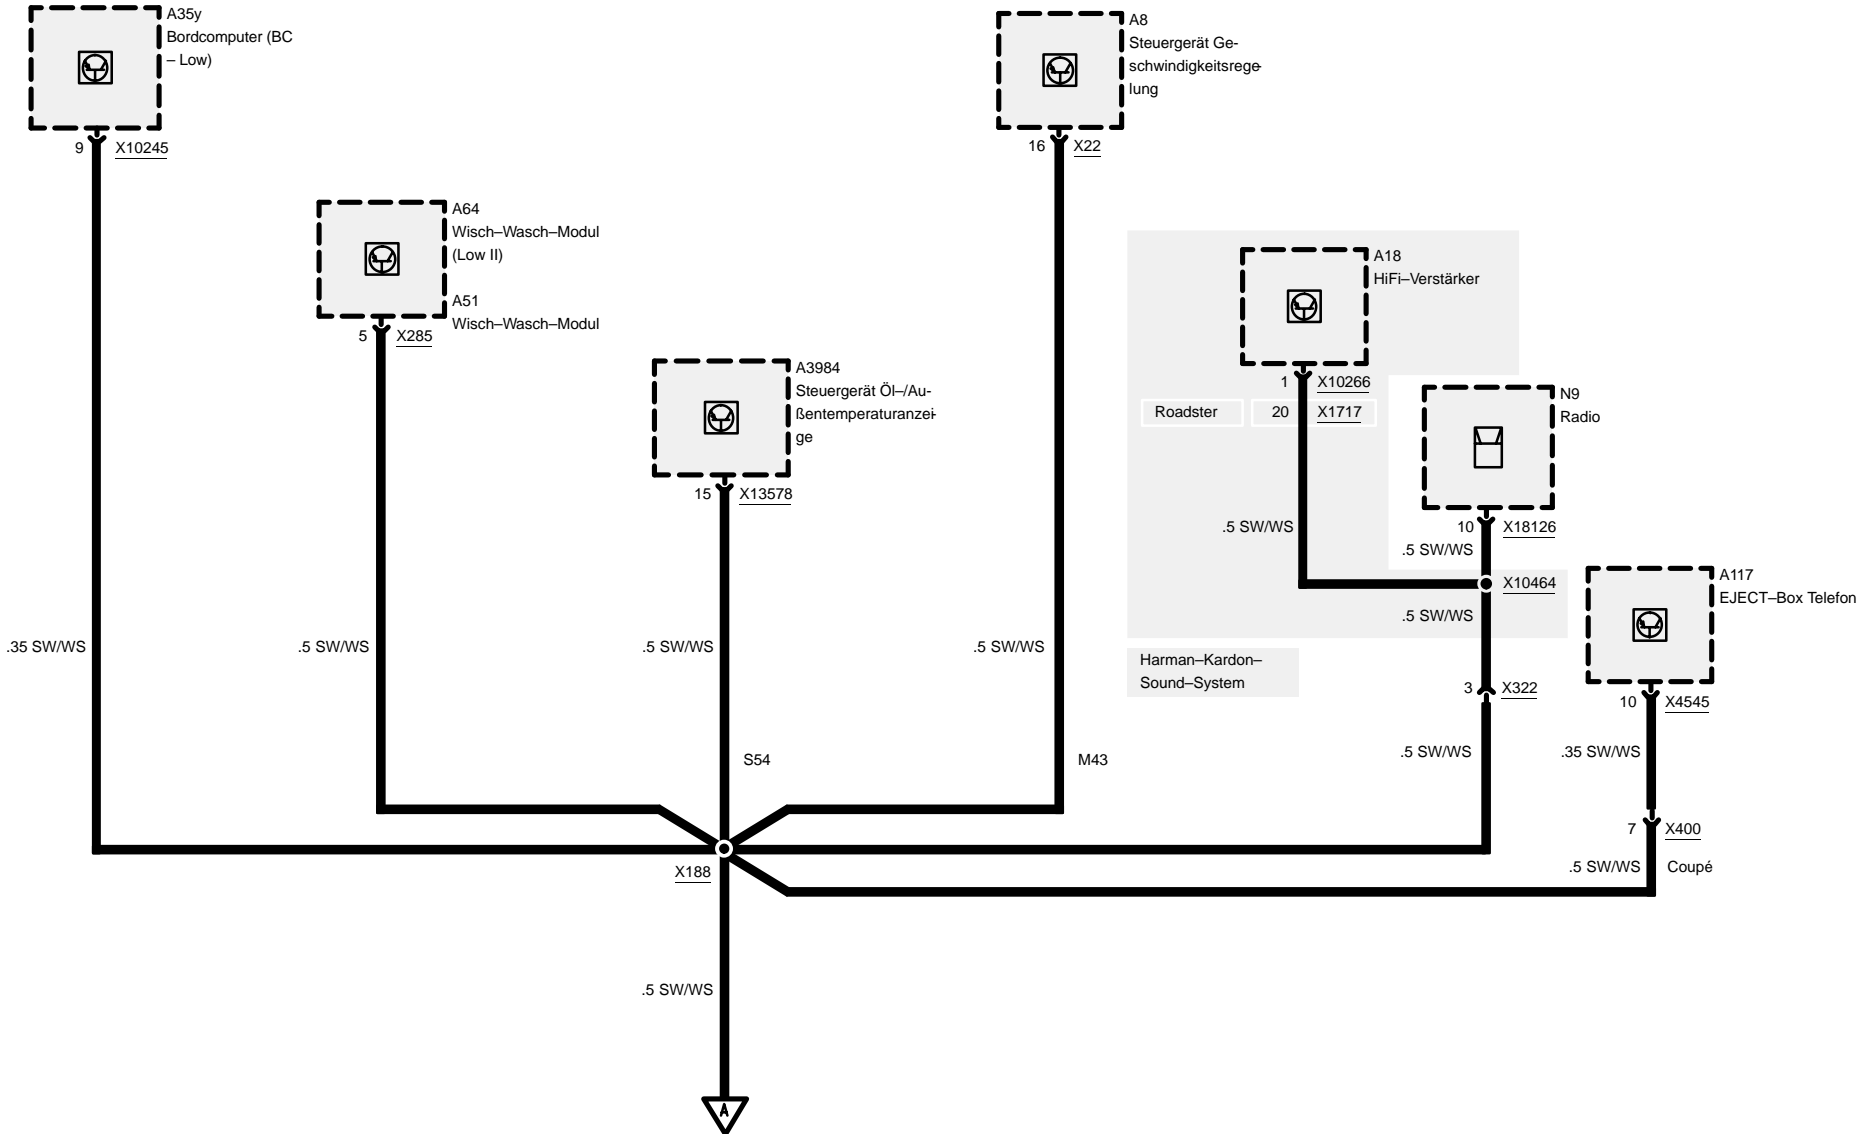 A35y
Bordcomputer (BC
– Low)
9 X10245
A8
Steuergerät Ge-
schwindigkeitsrege-
lung
16 X22
A64
Wisch–Wasch–Modul
(Low II)
A51
Wisch–Wasch–Modul
5 X285
A18
HiFi–Verstärker
1 X10266
Roadster 20 X1717
A3984
Steuergerät Öl–/Au-
ßentemperaturanzei-
ge
15 X13578
N9
Radio
10 X18126
.5 SW/WS
.5 SW/WS
X10464
.5 SW/WS
A117
EJECT–Box Telefon
.35 SW/WS
.5 SW/WS
.5 SW/WS
.5 SW/WS
Harman–Kardon–
Sound–System
3 X322
10 X4545
S54
M43
.5 SW/WS
.35 SW/WS
7 X400
.5 SW/WS Coupé
X188
.5 SW/WS
A